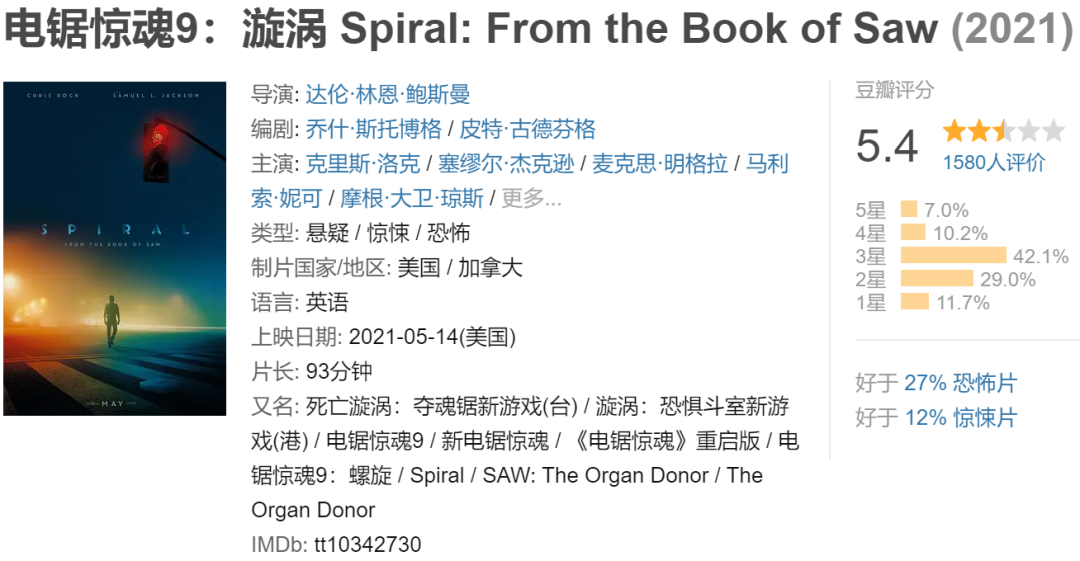 电锯惊魂9：漩涡 Spiral: From the Book of Saw (2021)
CHRIS ROCK SAMUEL L. JACKSON
SPIRAL
FROM THE BOOK OF SAW
MAY
导演: 达伦·林恩·鲍斯曼
编剧: 乔什·斯托博格 / 皮特·古德芬格
主演: 克里斯·洛克 / 塞缪尔·杰克逊 / 麦克思·明格拉 / 马利
索·妮可 / 摩根·大卫·琼斯 / 更多...
类型: 悬疑 / 惊悚 / 恐怖
制片国家/地区: 美国 / 加拿大
语言: 英语
上映日期: 2021-05-14(美国)
片长: 93分钟
又名: 死亡漩涡：夺魂锯新游戏(台) / 漩涡：恐惧斗室新游
戏(港) / 电锯惊魂9 / 新电锯惊魂 / 《电锯惊魂》重启版 / 电
锯惊魂9：螺旋 / Spiral / SAW: The Organ Donor / The
Organ Donor
IMDb: tt10342730
豆瓣评分
5.4
1580人评价
5星 7.0%
4星 10.2%
3星 42.1%
2星 29.0%
1星 11.7%
好于 27% 恐怖片
好于 12% 惊悚片